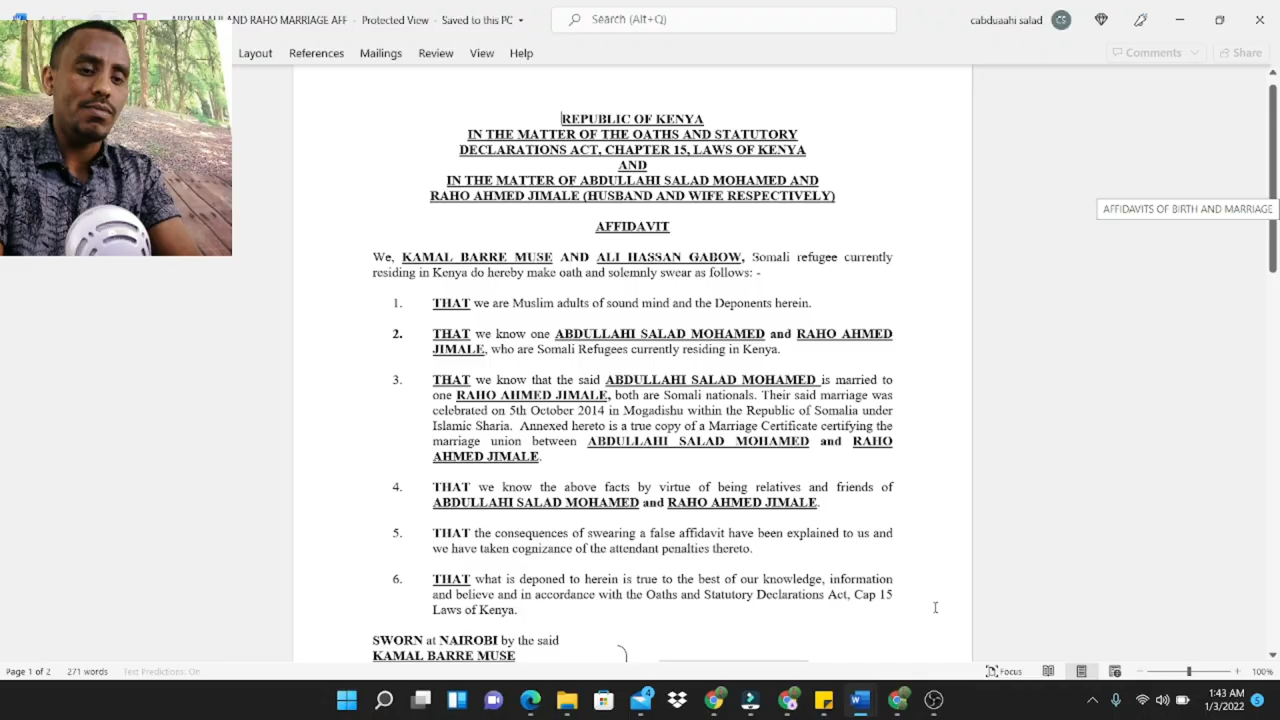 ABDULLAHI AND RAHO MARRIAGE AFF - Protected View - Saved to this PC
Search (Alt+Q)
cabduaahi salad
CS
Layout
References
Mailings
Review
View
Help
Comments
Share
REPUBLIC OF KENYA
IN THE MATTER OF THE OATHS AND STATUTORY
DECLARATIONS ACT, CHAPTER 15, LAWS OF KENYA
AND
IN THE MATTER OF ABDULLAHI SALAD MOHAMED AND
RAHO AHMED JIMALE (HUSBAND AND WIFE RESPECTIVELY)
AFFIDAVITS OF BIRTH AND MARRIAGE
AFFIDAVIT
We, KAMAL BARRE MUSE AND ALI HASSAN GABOW, Somali refugee currently
residing in Kenya do hereby make oath and solemnly swear as follows: -
1. THAT we are Muslim adults of sound mind and the Deponents herein.
2. THAT we know one ABDULLAHI SALAD MOHAMED and RAHO AHMED
JIMALE, who are Somali Refugees currently residing in Kenya.
3. THAT we know that the said ABDULLAHI SALAD MOHAMED is married to
one RAHO AHMED JIMALE, both are Somali nationals. Their said marriage was
celebrated on 5th October 2014 in Mogadishu within the Republic of Somalia under
Islamic Sharia. Annexed hereto is a true copy of a Marriage Certificate certifying the
marriage union between ABDULLAHI SALAD MOHAMED and RAHO
AHMED JIMALE.
4. THAT we know the above facts by virtue of being relatives and friends of
ABDULLAHI SALAD MOHAMED and RAHO AHMED JIMALE.
5. THAT the consequences of swearing a false affidavit have been explained to us and
we have taken cognizance of the attendant penalties thereto.
6. THAT what is deponed to herein is true to the best of our knowledge, information
and believe and in accordance with the Oaths and Statutory Declarations Act, Cap 15
Laws of Kenya.
SWORN at NAIROBI by the said
KAMAL BARRE MUSE
Page 1 of 2
271 words
Text Predictions: On
Focus
100%
4
1:43 AM
1/3/2022
5